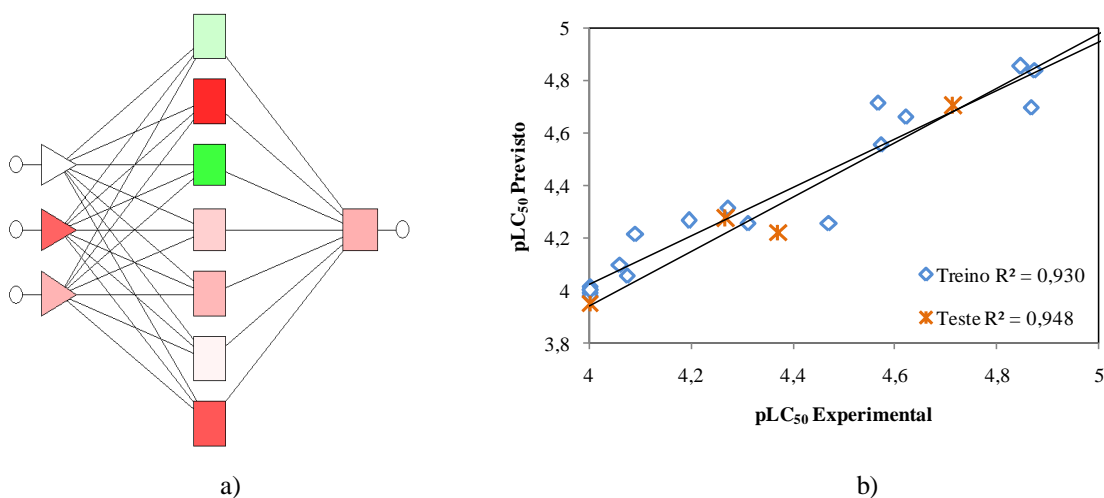 5
4,8
4,6
4,4
4,2
4
3,8
pLC₅₀ Previsto
4
4,2
4,4
4,6
4,8
5
pLC₅₀ Experimental
Treino R² = 0,930
Teste R² = 0,948
a)
b)